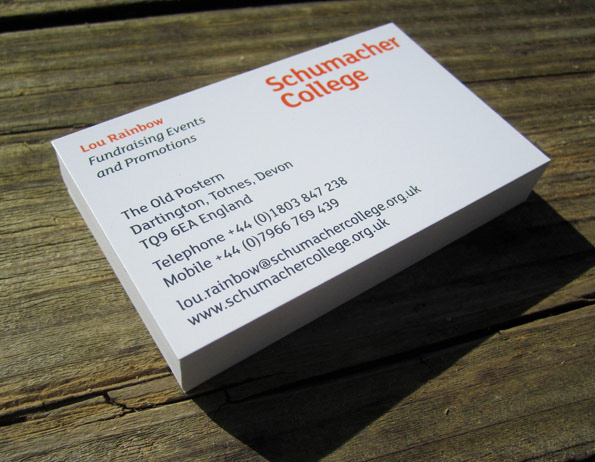 Schumacher
College
Lou Rainbow
Fundraising Events
and Promotions
The Old Postern
Dartington, Totnes, Devon
TQ9 6EA England
Telephone +44 (0)1803 847 238
Mobile +44 (0)7966 769 439
lou.rainbow@schumachercollege.org.uk
www.schumachercollege.org.uk